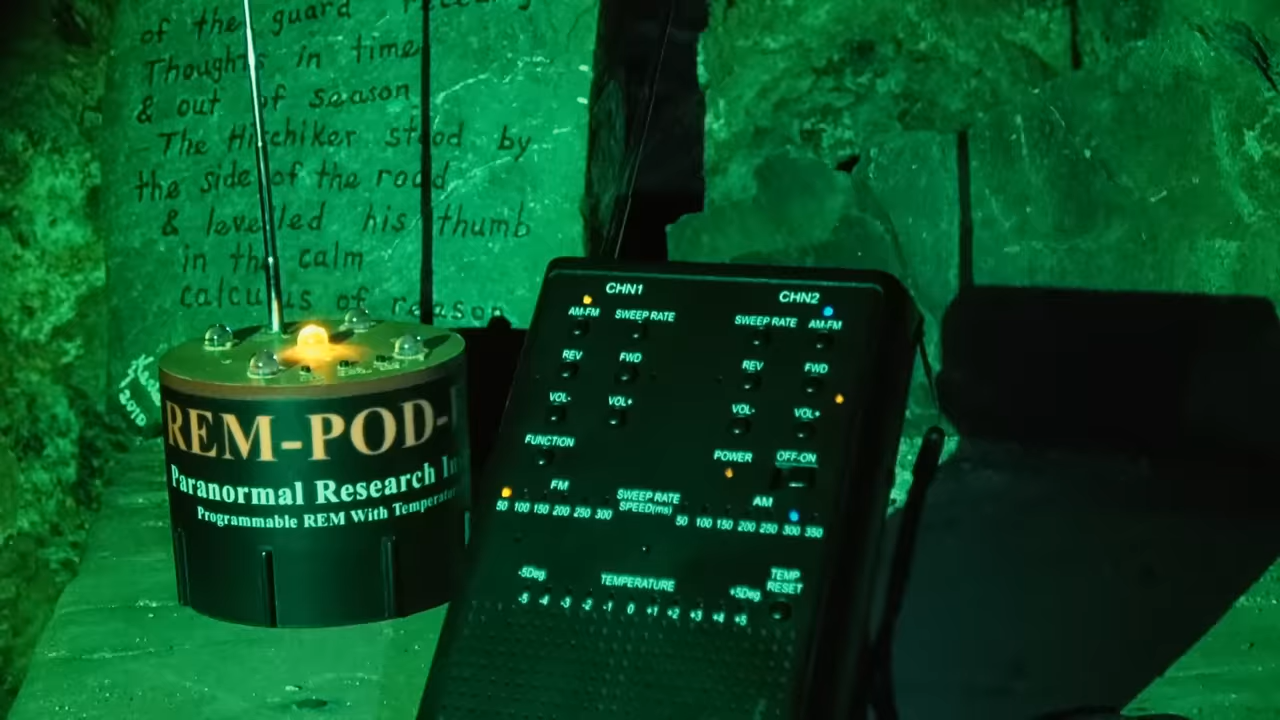 of the guard
Thoughts in time
& out of season
The Hitchiker stood by
the side of the road
& levelled his thumb
in the calm
calculus of reason
2010
REM-POD-
Paranormal Research
Programmable REM With
CHN1 CHN2
AM-FM SWEEP RATE SWEEP RATE AM-FM
REV FWD REV FWD
VOL- VOL+ VOL- VOL+
FUNCTION POWER OFF-ON
FM SWEEP RATE AM
SPEED(ms)
50 100 150 200 250 300 50 100 150 200 250 300 350
-5Deg TEMPERATURE +5Deg TEMP
RESET
-5 -4 -3 -2 -1 0 +1 +2 +3 +4 +5